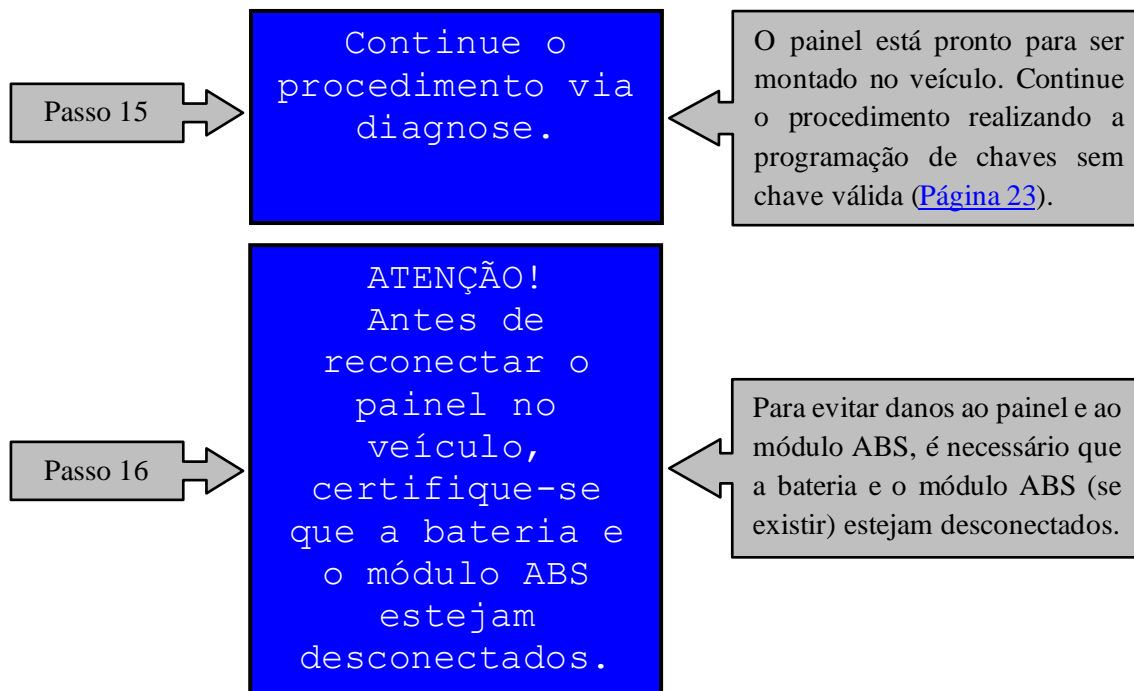 Passo 15
Continue o
procedimento via
diagnose.
O painel está pronto para ser
montado no veículo. Continue
o procedimento realizando a
programação de chaves sem
chave válida (Página 23).
Passo 16
ATENÇÃO!
Antes de
reconectar o
painel no
veículo,
certifique-se
que a bateria e
o módulo ABS
estejam
desconectados.
Para evitar danos ao painel e ao
módulo ABS, é necessário que
a bateria e o módulo ABS (se
existir) estejam desconectados.